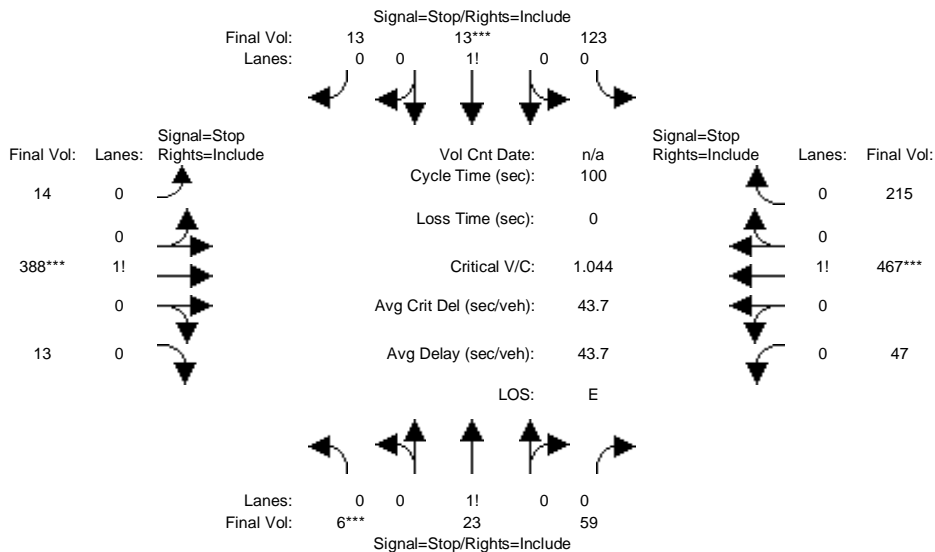 Signal=Stop/Rights=Include
Final Vol: 13 13*** 123
Lanes: 0 0 1! 0 0
Signal=Stop
Final Vol: Lanes: Rights=Include
Vol Cnt Date: n/a
Signal=Stop
Rights=Include Lanes: Final Vol:
Cycle Time (sec): 100
14 0
0 215
Loss Time (sec): 0
0
0
388*** 1!
Critical V/C: 1.044
1! 467***
0
Avg Crit Del (sec/veh): 43.7
0
13 0
Avg Delay (sec/veh): 43.7
0 47
LOS: E
Lanes: 0 0 1! 0 0
Final Vol: 6*** 23 59
Signal=Stop/Rights=Include